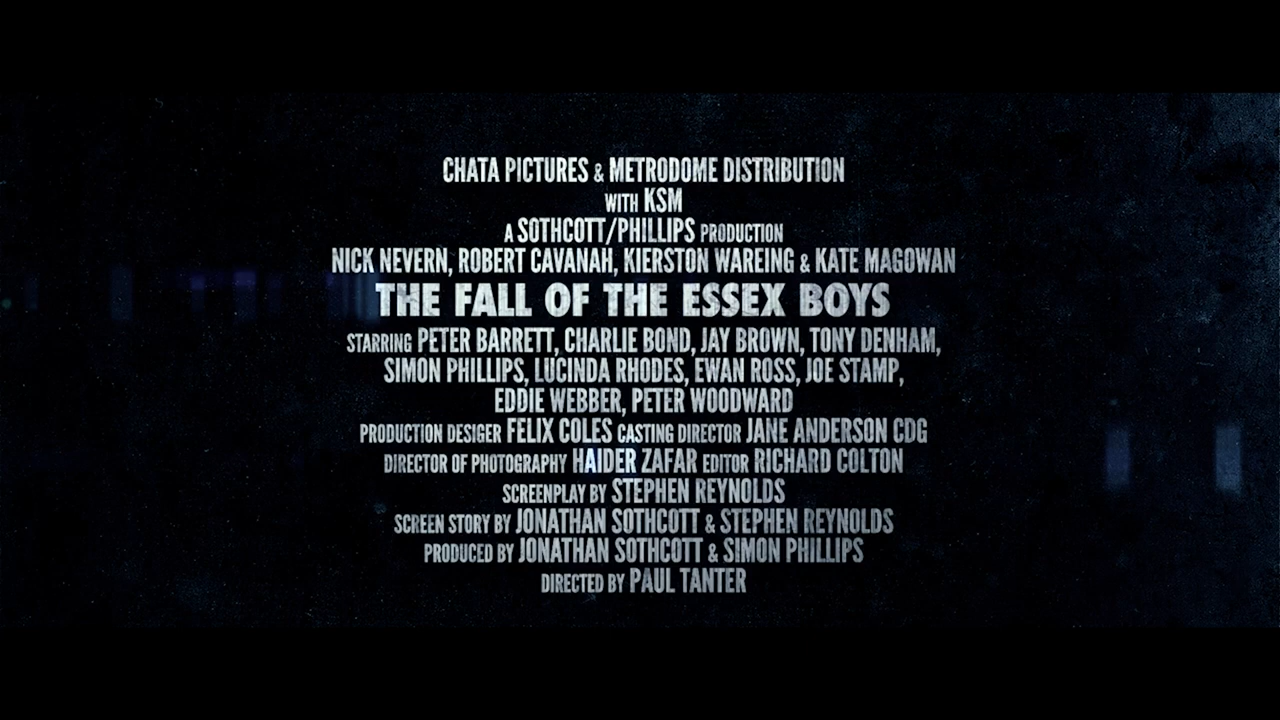 CHATA PICTURES & METRODOME DISTRIBUTION
WITH KSM
A SOTHCOTT/PHILLIPS PRODUCTION
NICK NEVERN, ROBERT CAVANAH, KIERSTON WAREING & KATE MAGOWAN
THE FALL OF THE ESSEX BOYS
STARRING PETER BARRETT, CHARLIE BOND, JAY BROWN, TONY DENHAM,
SIMON PHILLIPS, LUCINDA RHODES, EWAN ROSS, JOE STAMP,
EDDIE WEBBER, PETER WOODWARD
PRODUCTION DESIGER FELIX COLES CASTING DIRECTOR JANE ANDERSON CDG
DIRECTOR OF PHOTOGRAPHY HAIDER ZAFAR EDITOR RICHARD COLTON
SCREENPLAY BY STEPHEN REYNOLDS
SCREEN STORY BY JONATHAN SOTHCOTT & STEPHEN REYNOLDS
PRODUCED BY JONATHAN SOTHCOTT & SIMON PHILLIPS
DIRECTED BY PAUL TANTER